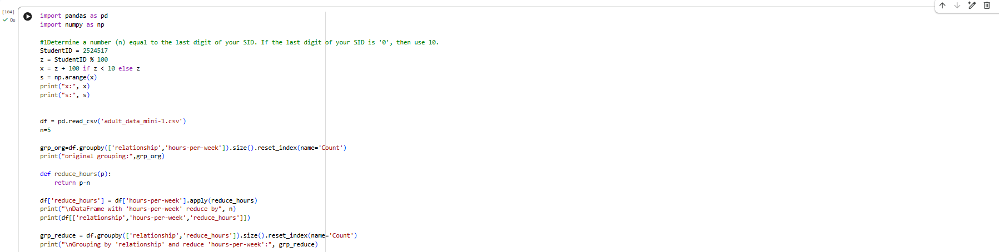 [104]
0s
import pandas as pd
import numpy as np
#1Determine a number (n) equal to the last digit of your SID. If the last digit of your SID is '0', then use 10.
StudentID = 2524517
z = StudentID % 100
x = z + 100 if z < 10 else z
s = np.arange(x)
print("x:", x)
print("s:", s)
df = pd.read_csv('adult_data_mini-1.csv')
n=5
grp_org=df.groupby(['relationship','hours-per-week']).size().reset_index(name='Count')
print("original grouping:",grp_org)
def reduce_hours(p):
    return p-n
df['reduce_hours'] = df['hours-per-week'].apply(reduce_hours)
print("\nDataFrame with 'hours-per-week' reduce by", n)
print(df[['relationship','hours-per-week','reduce_hours']])
grp_reduce = df.groupby(['relationship','reduce_hours']).size().reset_index(name='Count')
print("\nGrouping by 'relationship' and reduce 'hours-per-week':", grp_reduce)